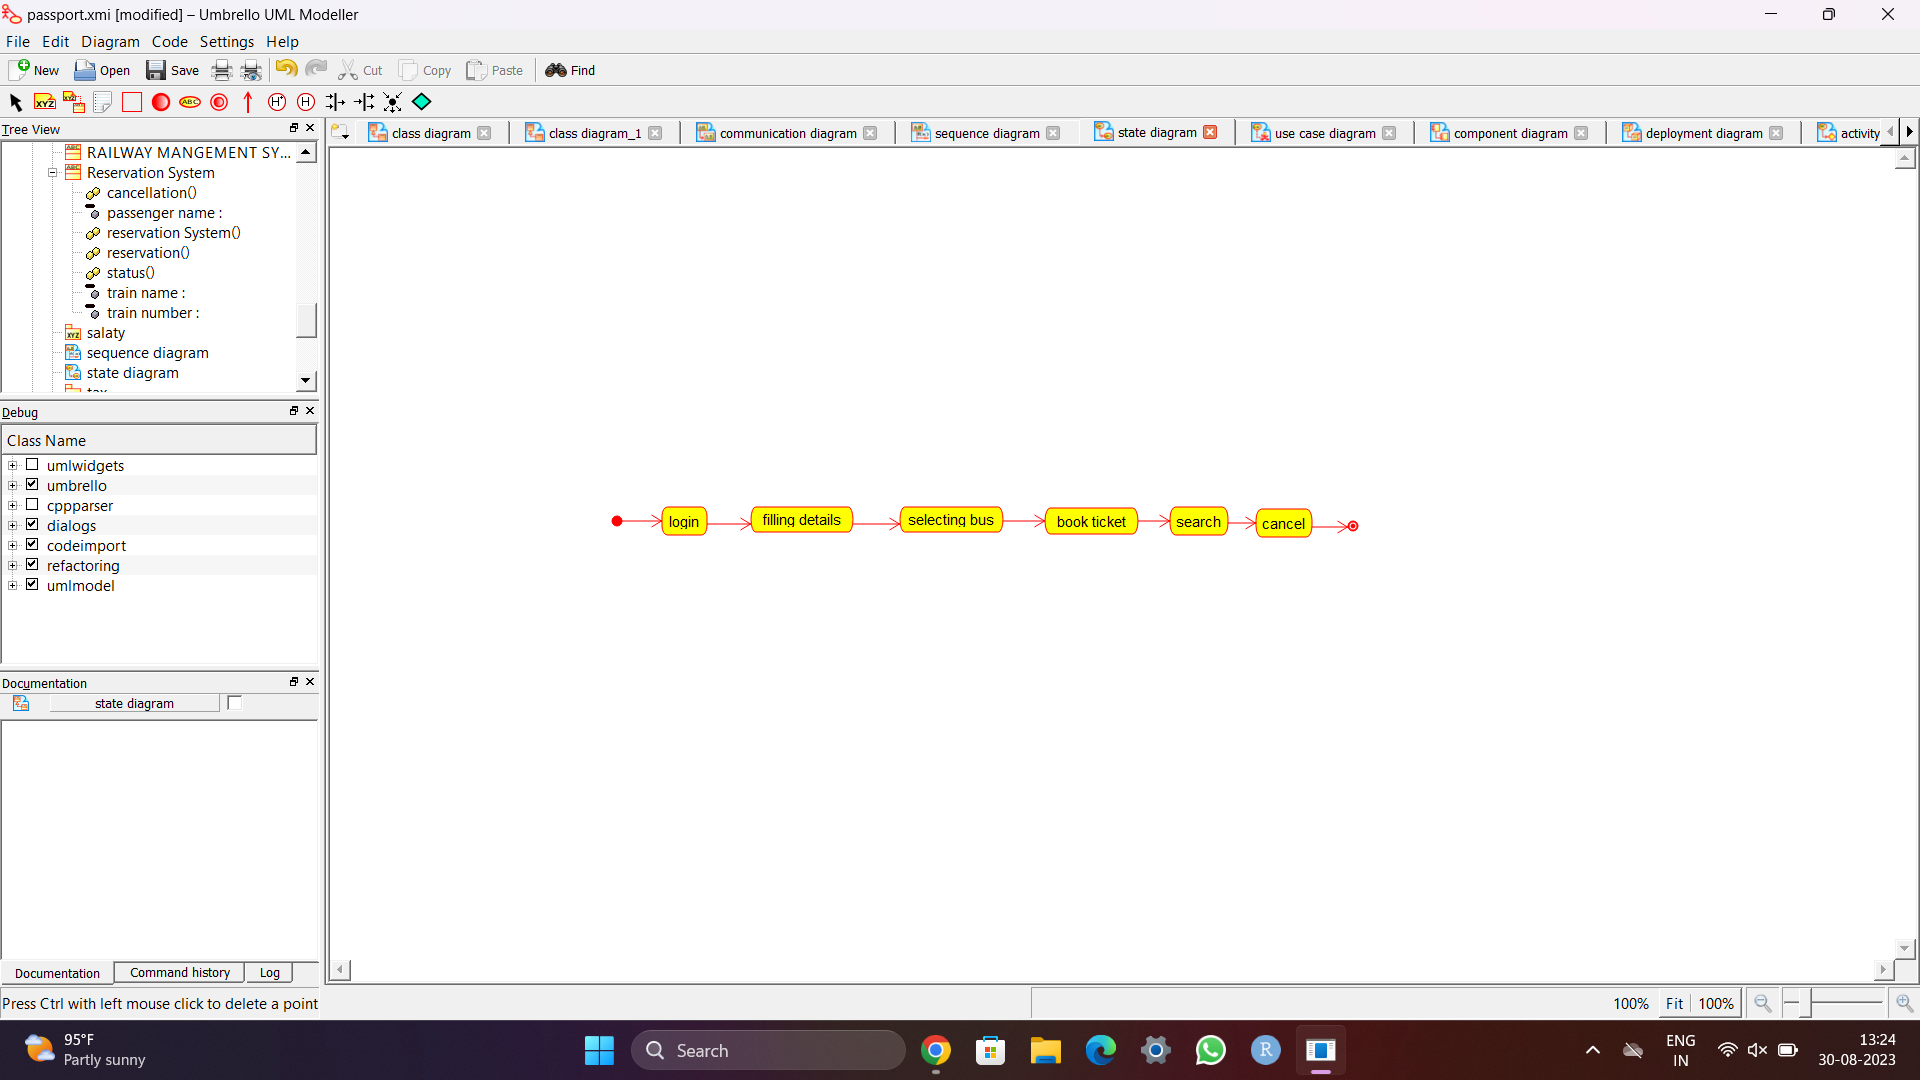 passport.xmi [modified] – Umbrello UML Modeller
File Edit Diagram Code Settings Help
New Open Save Cut Copy Paste Find
XYZ XYZ ABC H* H
Tree View
class diagram class diagram_1 communication diagram sequence diagram state diagram use case diagram component diagram deployment diagram activity
RAILWAY MANGEMENT SY...
Reservation System
cancellation()
passenger name :
reservation System()
reservation()
status()
train name :
train number :
salaty
sequence diagram
state diagram
Debug
Class Name
umlwidgets
umbrello
cppparser
dialogs
codeimport
refactoring
umlmodel
login filling details selecting bus book ticket search cancel
Documentation
state diagram
Documentation Command history Log
Press Ctrl with left mouse click to delete a point
100% Fit 100%
95°F
Partly sunny
Search
R
ENG
IN
13:24
30-08-2023